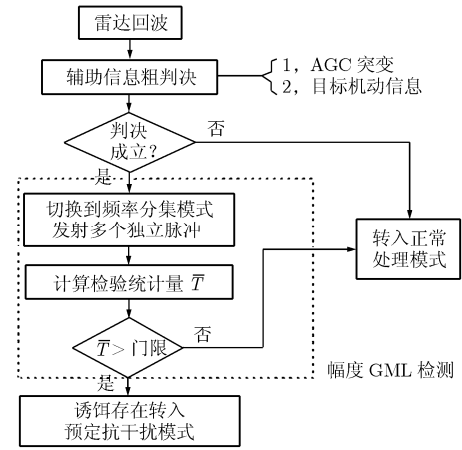 雷达回波
辅助信息粗判决
1，AGC 突变
2，目标机动信息
判决
成立？
否
是
切换到频率分集模式
发射多个独立脉冲
转入正常
处理模式
计算检验统计量 T̅
T̅ > 门限
否
幅度 GML 检测
是
诱饵存在转入
预定抗干扰模式